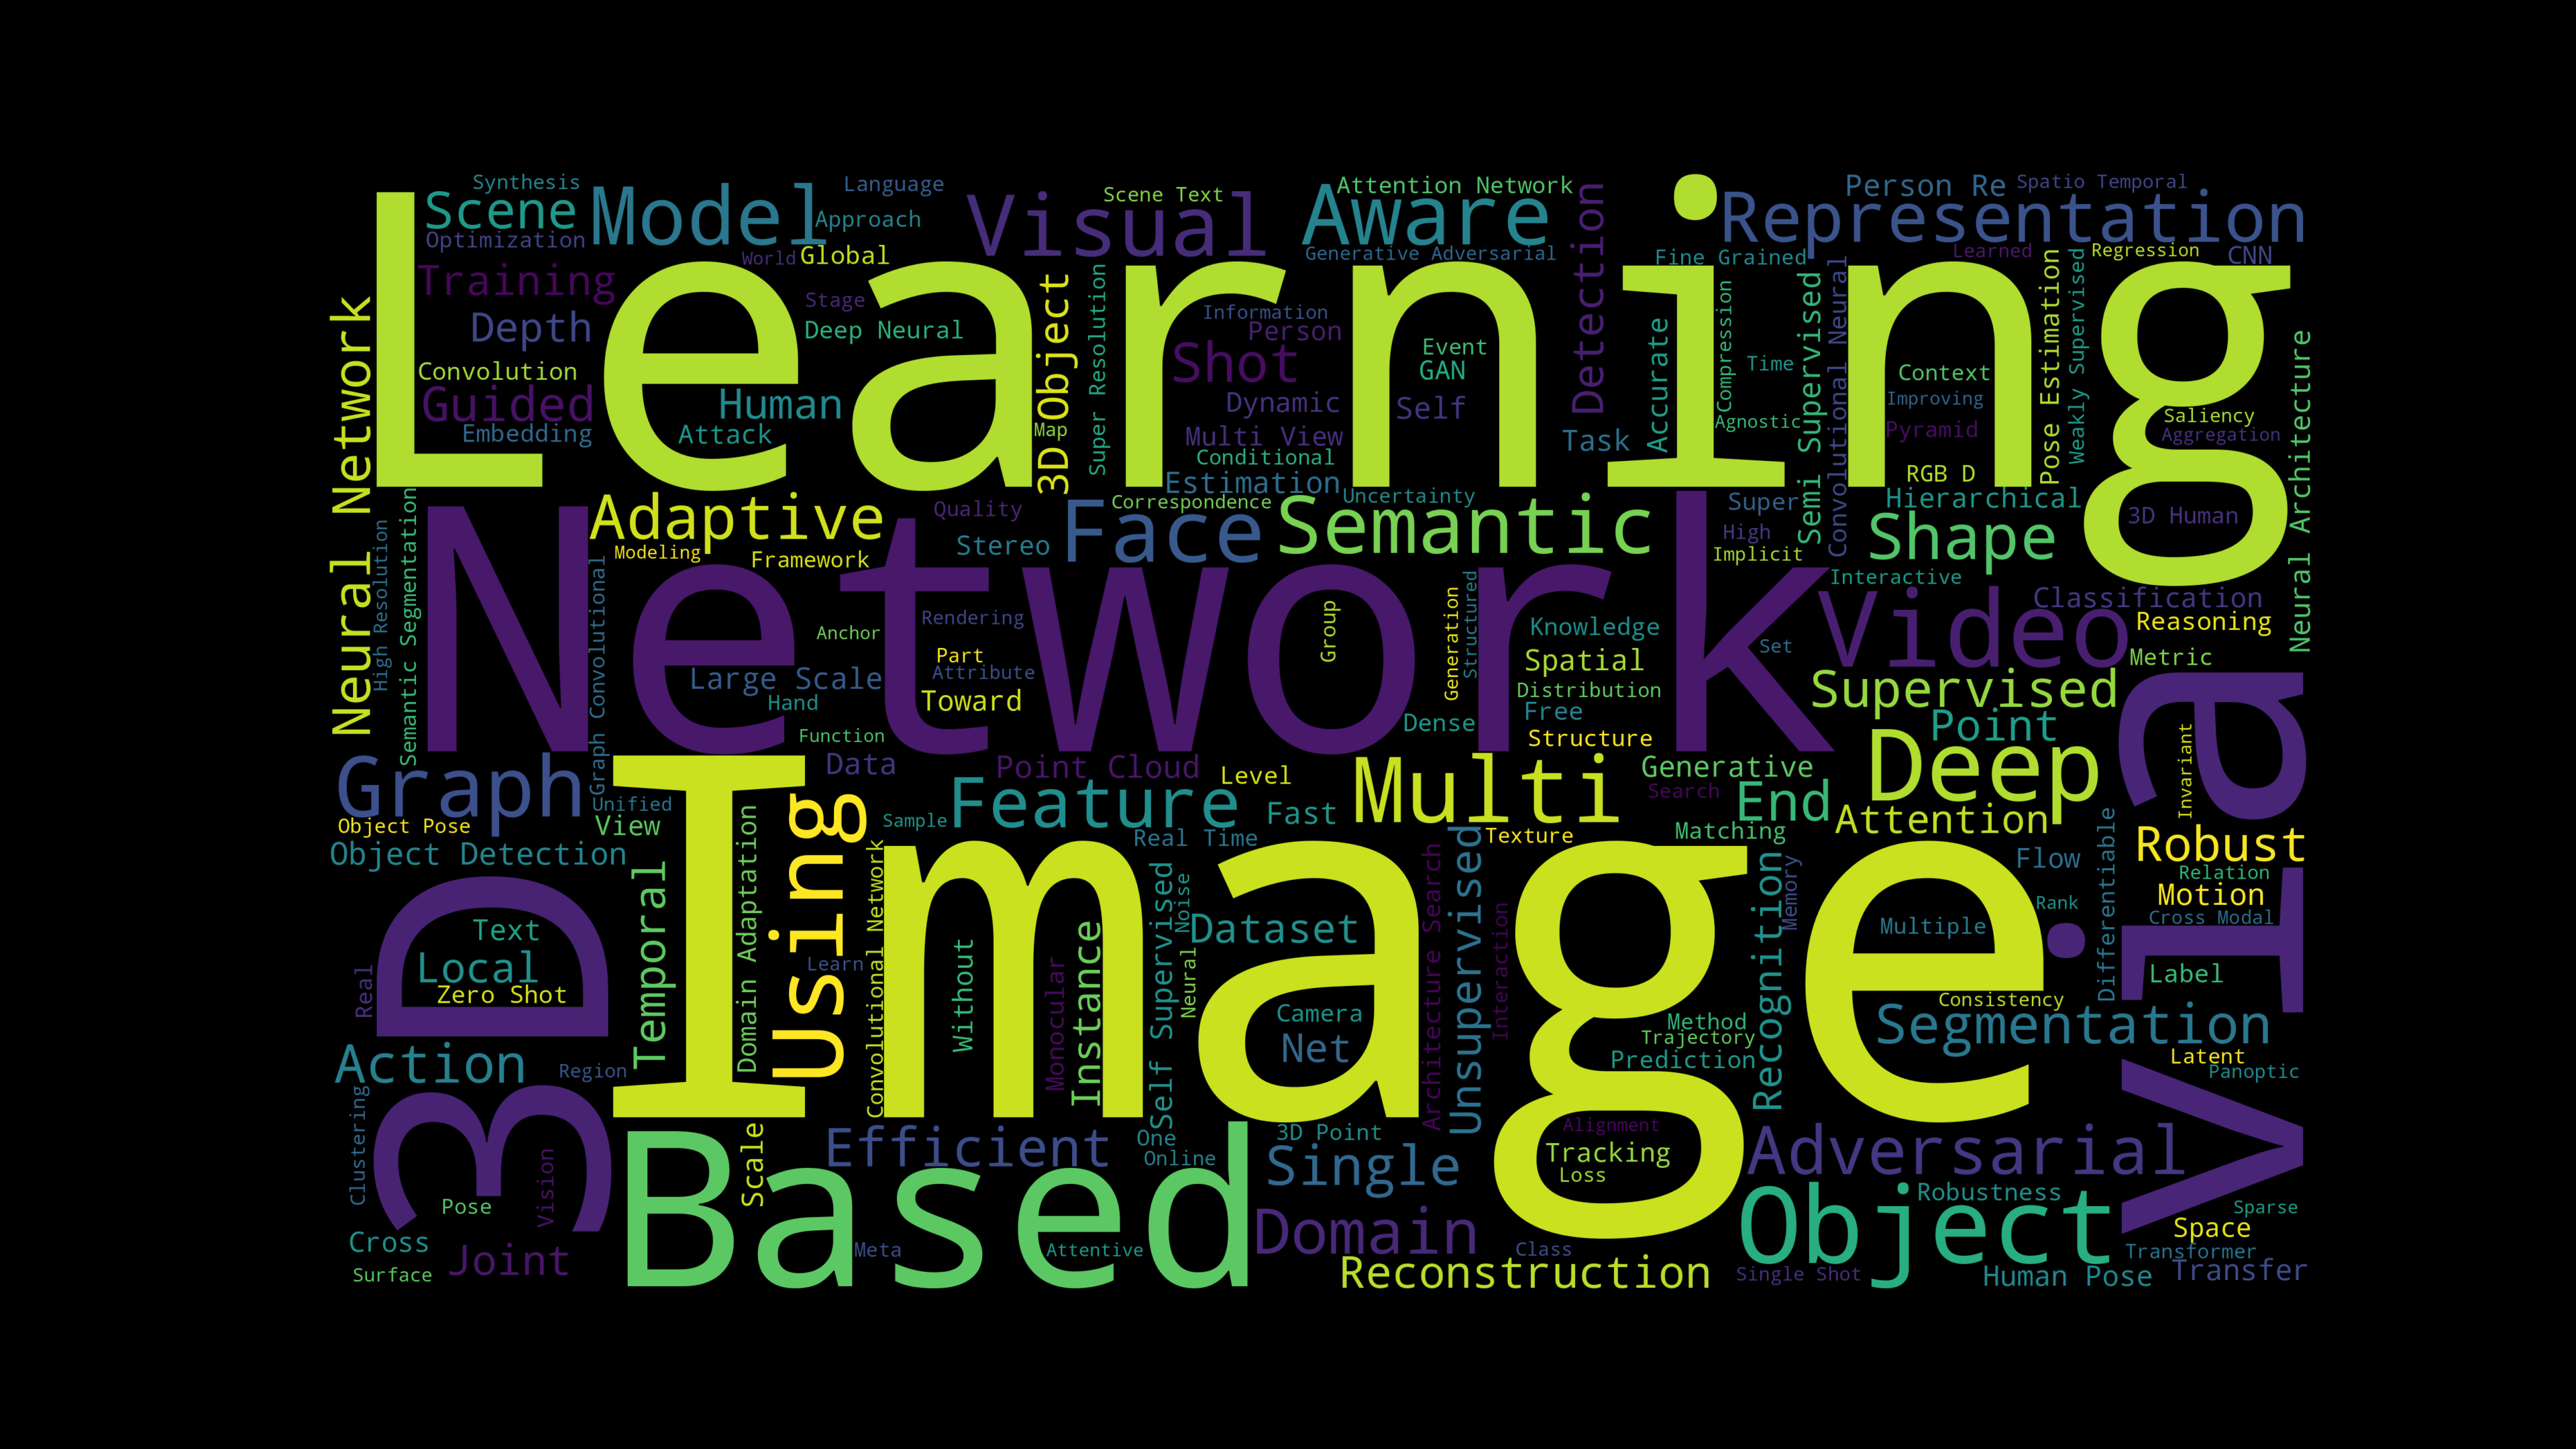 Synthesis
Language
Scene
Model
Approach
Visual
Scene Text
Aware
Attention Network
Detection
Person Re
Spatio Temporal
Representation
Optimization
World
Global
Generative Adversarial
Fine Grained
Learned
Regression
CNN
Learning
Training
Stage
Depth
Deep Neural
3DObject
Super Resolution
Information
Person
Shot
Event
GAN
Accurate
Compression
Time
Semi Supervised
Convolutional Neural
Context
Pose Estimation
Weakly Supervised
Neural Architecture
Neural Network
Convolution
Guided
Human
Dynamic
Self
Agnostic
Improving
Saliency
Embedding
Attack
Map
Multi View
Conditional
Task
Pyramid
Aggregation
Estimation
RGB D
Adaptive
Quality
Correspondence
Uncertainty
Super
Hierarchical
3D Human
High Resolution
Semantic Segmentation
Modeling
Framework
Stereo
Face
Semantic
High
Implicit
Shape
Interactive
Network
Graph Convolutional
Anchor
Rendering
Group
Generation
Structured
Knowledge
Set
Video
Classification
Reasoning
Part
Attribute
Spatial
Metric
Large Scale
Hand
Toward
Distribution
Supervised
Free
Dense
Point
Function
Structure
Graph
Data
Point Cloud
Level
Multi
Generative
Search
Deep
Invariant
Via
Unified
Object Pose
View
Sample
Feature
Fast
End
Attention
Object Detection
Real Time
Texture
Matching
Flow
Robust
Image
Temporal
Domain Adaptation
Using
Convolutional Network
Self Supervised
Noise
Architecture Search
Unsupervised
Recognition
Memory
Differentiable
Relation
Motion
3D
Text
Dataset
Interaction
Multiple
Rank
Cross Modal
Local
Learn
Without
Monocular
Instance
Neural
Label
Real
Zero Shot
Camera
Method
Consistency
Net
Trajectory
Segmentation
Action
Region
Prediction
Latent
Panoptic
Clustering
Scale
Efficient
One
3D Point
Alignment
Adversarial
Online
Single
Tracking
Loss
Based
Pose
Vision
Object
Robustness
Sparse
Cross
Joint
Meta
Attentive
Domain
Class
Space
Transformer
Surface
Reconstruction
Single Shot
Human Pose
Transfer